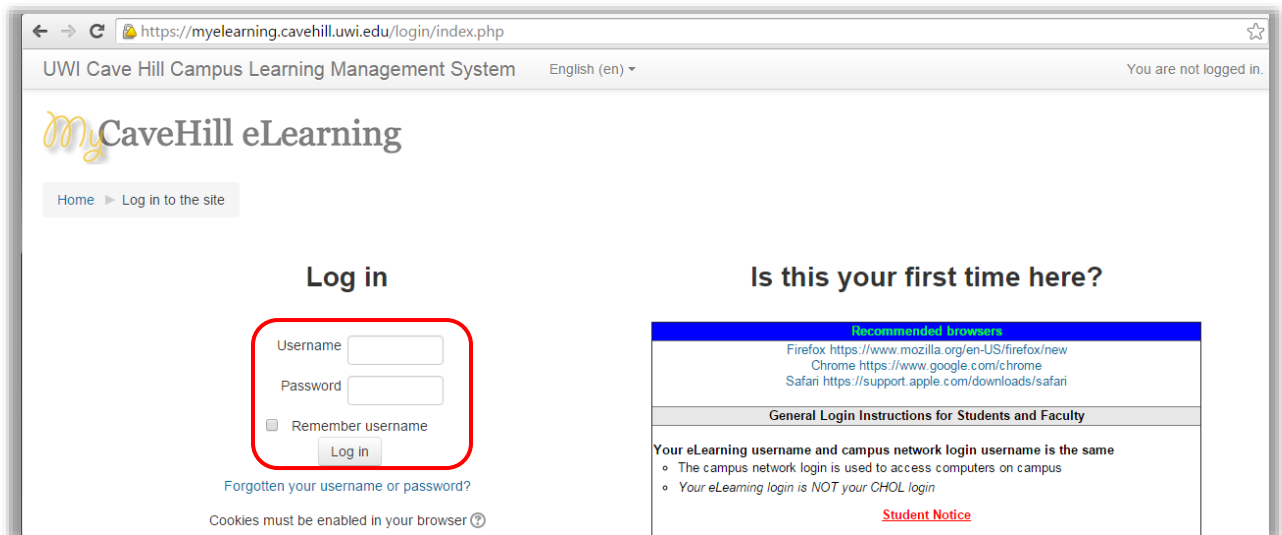 https://myelearning.cavehill.uwi.edu/login/index.php
UWI Cave Hill Campus Learning Management System English (en) You are not logged in.
MyCaveHill eLearning
Home Log in to the site
Log in
Username
Password
Remember username
Log in
Forgotten your username or password?
Cookies must be enabled in your browser
Is this your first time here?
Recommended browsers
Firefox https://www.mozilla.org/en-US/firefox/new
Chrome https://www.google.com/chrome
Safari https://support.apple.com/downloads/safari
General Login Instructions for Students and Faculty
Your eLearning username and campus network login username is the same
The campus network login is used to access computers on campus
Your eLearning login is NOT your CHOL login
Student Notice